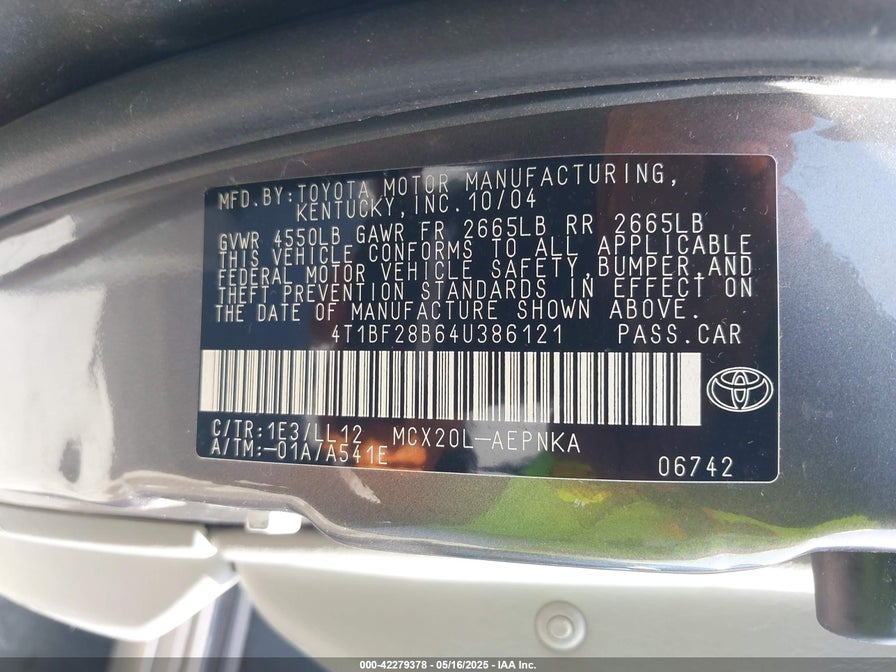 MFD.BY:TOYOTA MOTOR MANUFACTURING,
KENTUCKY,INC.10/04
GVWR 4550LB GAWR FR 2665LB RR 2665LB
THIS VEHICLE CONFORMS TO ALL APPLICABLE
FEDERAL MOTOR VEHICLE SAFETY,BUMPER,AND
THEFT PREVENTION STANDARDS IN EFFECT ON
THE DATE OF MANUFACTURE SHOWN ABOVE.
4T1BF28B64U386121 PASS.CAR
C/TR:1E3/LL12 MCX20L-AEPNKA
A/TM:-01A/A541E
06742
000-42279378 - 05/16/2025 - IAA Inc.